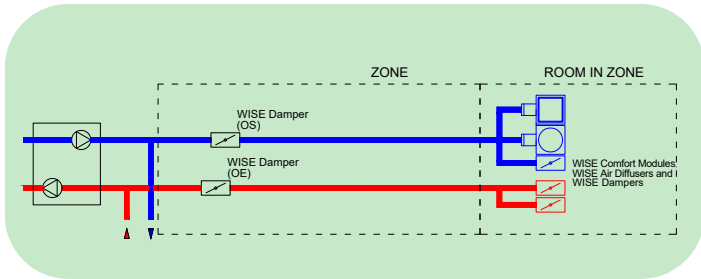 ZONE
ROOM IN ZONE
WISE Damper
(OS)
WISE Damper
(OE)
WISE Comfort Modules
WISE Air Diffusers and
WISE Dampers